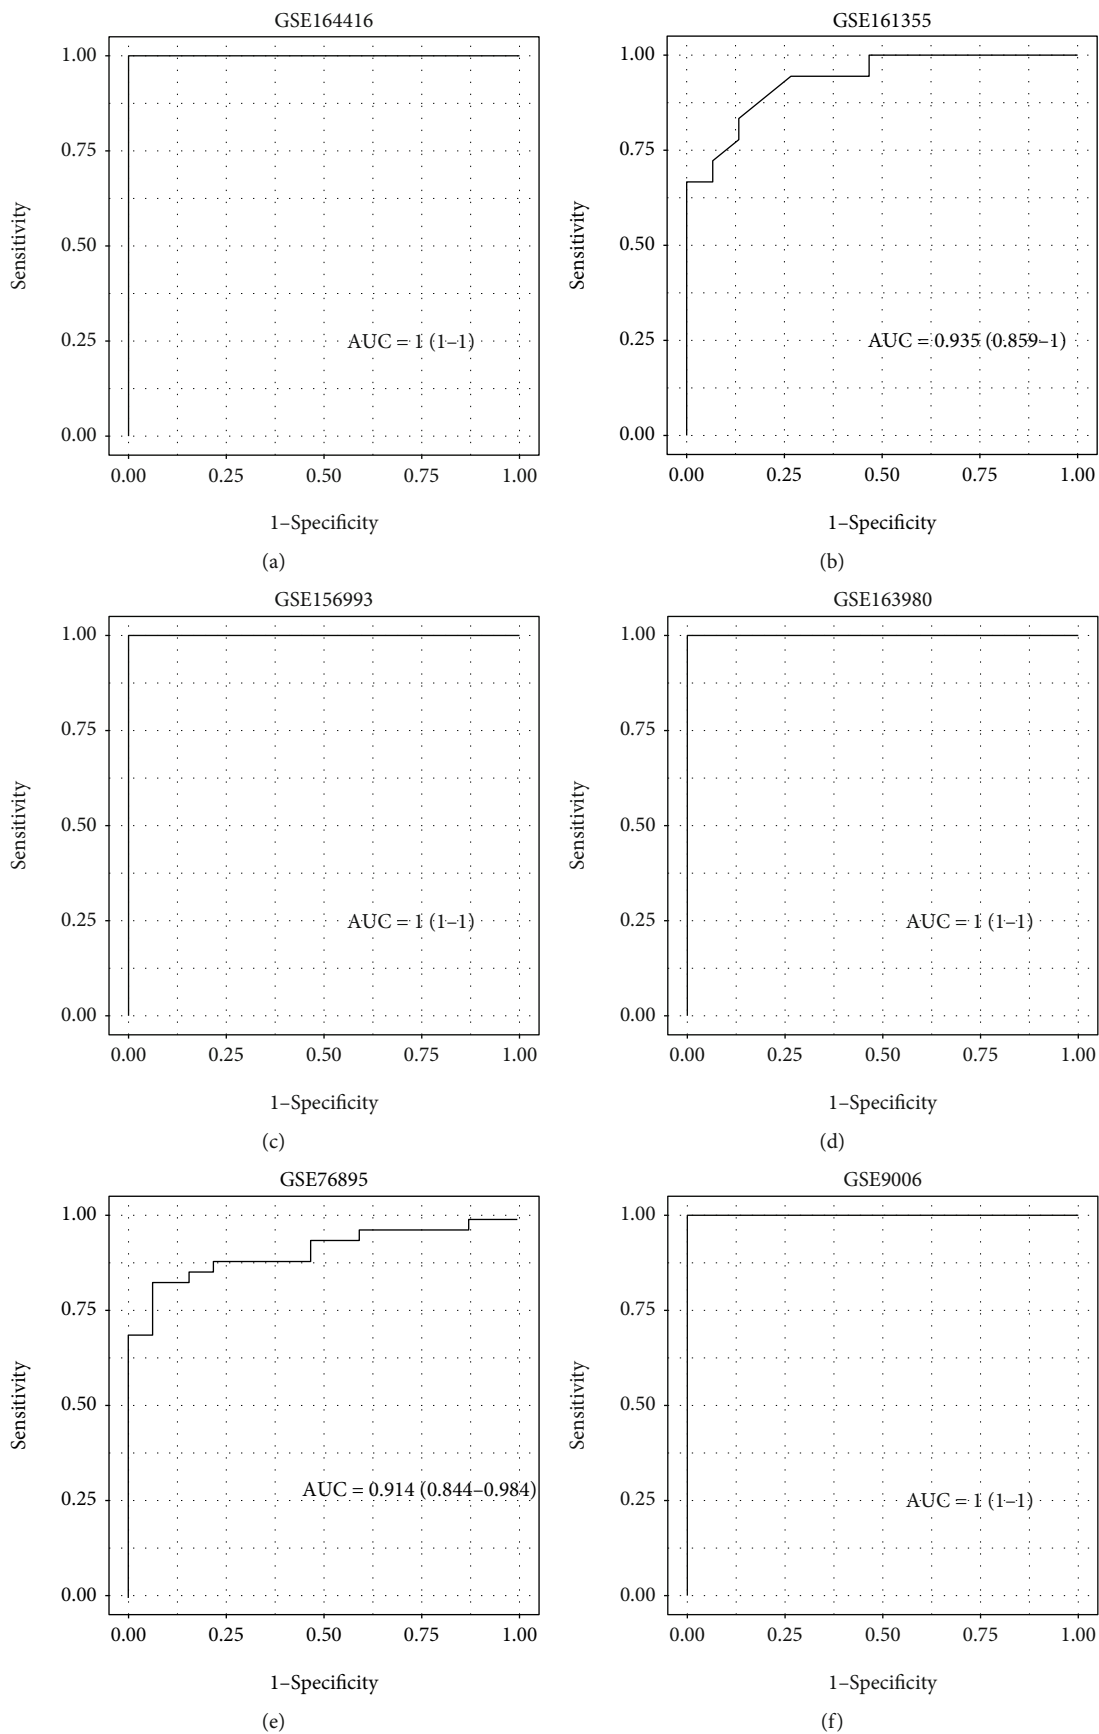 GSE164416
1.00
0.75
0.50
0.25
0.00
Sensitivity
AUC = 1 (1–1)
0.00 0.25 0.50 0.75 1.00
1–Specificity
(a)
GSE161355
1.00
0.75
0.50
0.25
0.00
Sensitivity
AUC = 0.935 (0.859–1)
0.00 0.25 0.50 0.75 1.00
1–Specificity
(b)
GSE156993
1.00
0.75
0.50
0.25
0.00
Sensitivity
AUC = 1 (1–1)
0.00 0.25 0.50 0.75 1.00
1–Specificity
(c)
GSE163980
1.00
0.75
0.50
0.25
0.00
Sensitivity
AUC = 1 (1–1)
0.00 0.25 0.50 0.75 1.00
1–Specificity
(d)
GSE76895
1.00
0.75
0.50
0.25
0.00
Sensitivity
AUC = 0.914 (0.844–0.984)
0.00 0.25 0.50 0.75 1.00
1–Specificity
(e)
GSE9006
1.00
0.75
0.50
0.25
0.00
Sensitivity
AUC = 1 (1–1)
0.00 0.25 0.50 0.75 1.00
1–Specificity
(f)